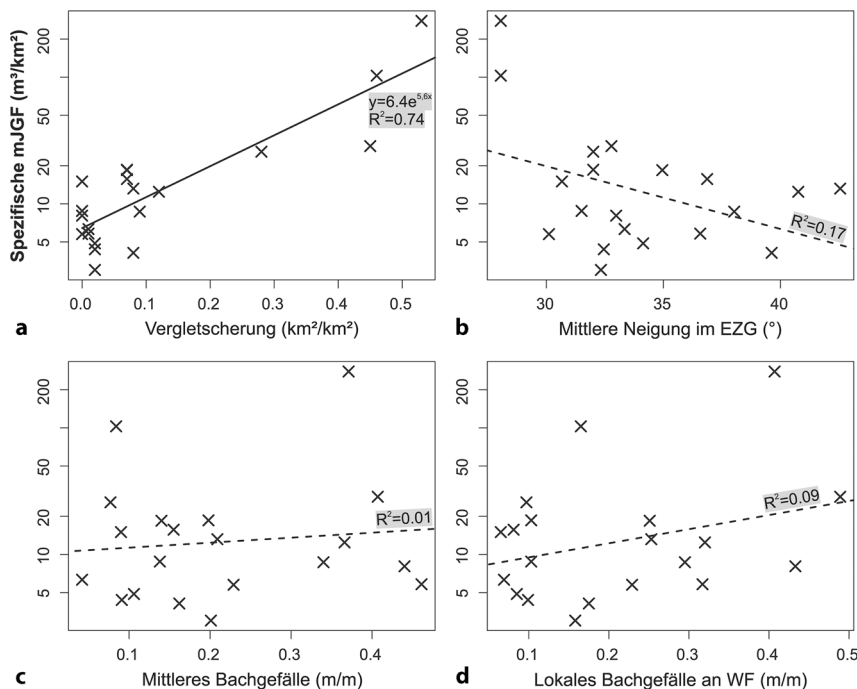 200
100
50
20
10
5
Spezifische mJGF (m³/km²)
y=6.4e^5,6x
R²=0.74
0.0 0.1 0.2 0.3 0.4 0.5
a Vergletscherung (km²/km²)
200
50
20
10
5
R²=0.17
30 35 40
b Mittlere Neigung im EZG (°)
200
50
20
10
5
R²=0.01
0.1 0.2 0.3 0.4
c Mittleres Bachgefälle (m/m)
200
50
20
10
5
R²=0.09
0.1 0.2 0.3 0.4 0.5
d Lokales Bachgefälle an WF (m/m)